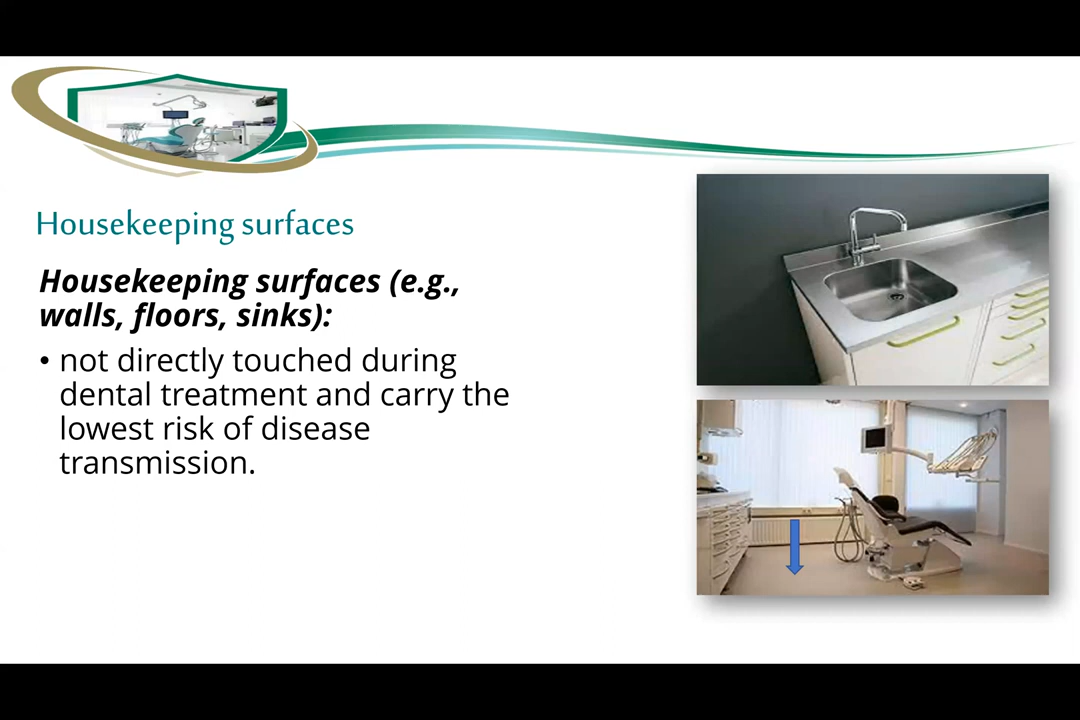 Housekeeping surfaces
Housekeeping surfaces (e.g.,
walls, floors, sinks):
• not directly touched during
dental treatment and carry the
lowest risk of disease
transmission.